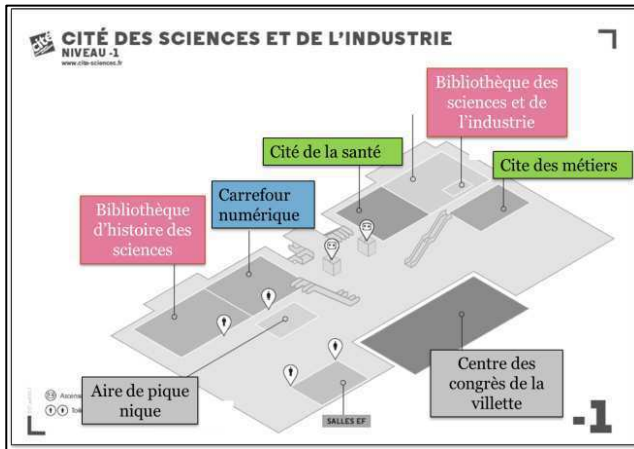 cité
CITÉ DES SCIENCES ET DE L'INDUSTRIE
NIVEAU -1
www.cite-sciences.fr
Bibliothèque des
sciences et de
l'industrie
Cité de la santé
Cite des métiers
Carrefour
numérique
Bibliothèque
d'histoire des
sciences
Aire de pique
nique
Centre des
congrès de la
villette
SALLES EF
-1